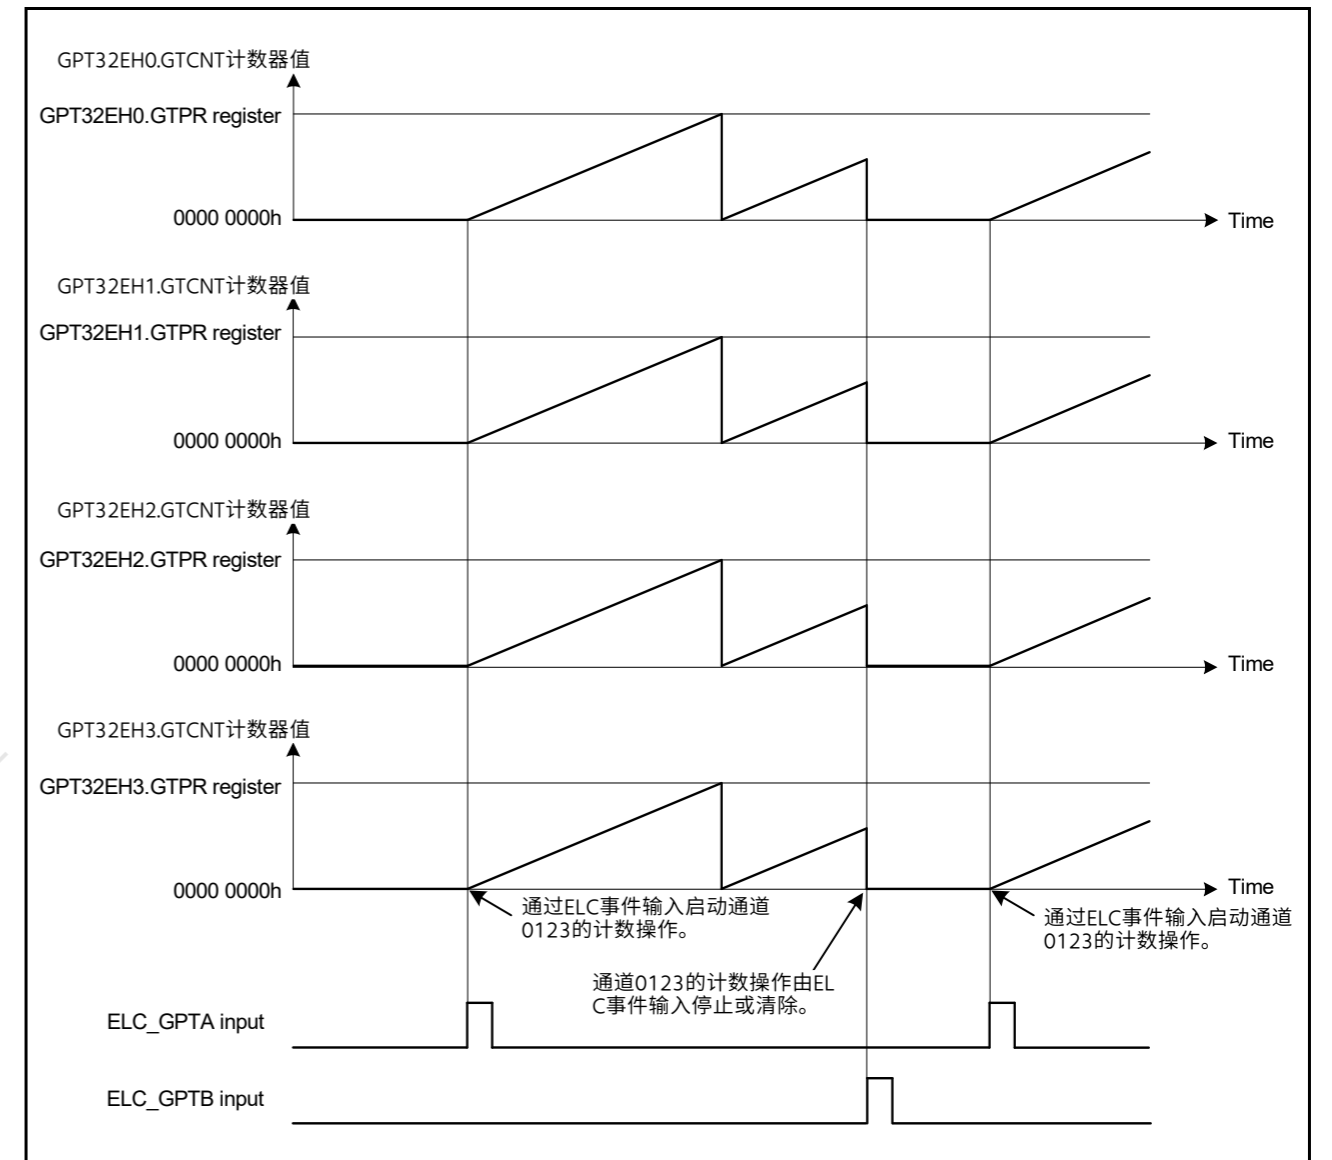 GPT32EH0.GTCNT计数器值
GPT32EH0.GTPR register
0000 0000h
Time
GPT32EH1.GTCNT计数器值
GPT32EH1.GTPR register
0000 0000h
Time
GPT32EH2.GTCNT计数器值
GPT32EH2.GTPR register
0000 0000h
Time
GPT32EH3.GTCNT计数器值
GPT32EH3.GTPR register
0000 0000h
Time
通过ELC事件输入启动通道
0123的计数操作。
通过ELC事件输入启动通道
0123的计数操作。
通道0123的计数操作由EL
C事件输入停止或清除。
ELC_GPTA input
ELC_GPTB input